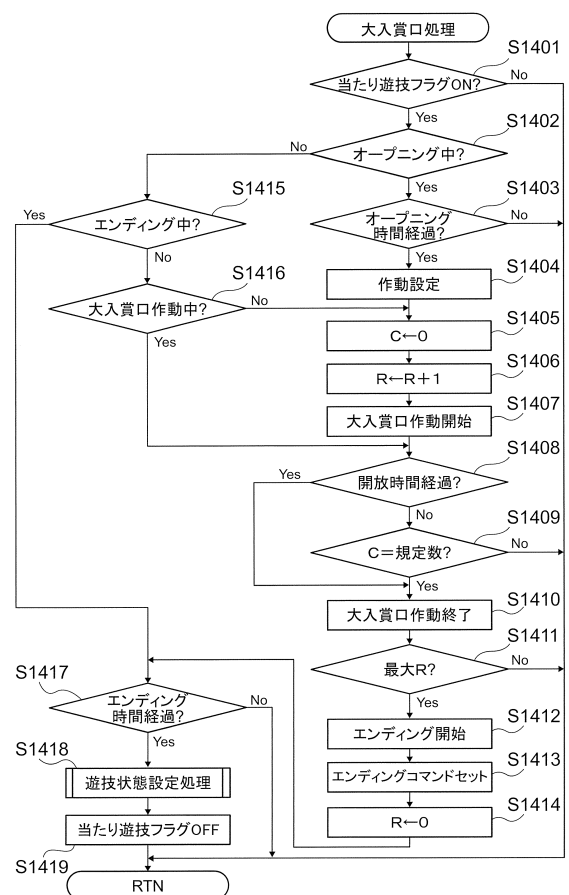 大入賞口処理
S1401
当たり遊技フラグON?
No
Yes
S1402
オープニング中?
No
Yes
S1403
オープニング
時間経過?
No
Yes
S1404
作動設定
S1405
C←0
S1406
R←R+1
S1407
大入賞口作動開始
S1415
エンディング中?
Yes
No
S1416
大入賞口作動中?
No
Yes
S1408
開放時間経過?
Yes
No
S1409
C=規定数?
No
Yes
S1410
大入賞口作動終了
S1411
最大R?
No
Yes
S1412
エンディング開始
S1413
エンディングコマンドセット
S1414
R←0
S1417
エンディング
時間経過?
No
Yes
S1418
遊技状態設定処理
当たり遊技フラグOFF
S1419
RTN